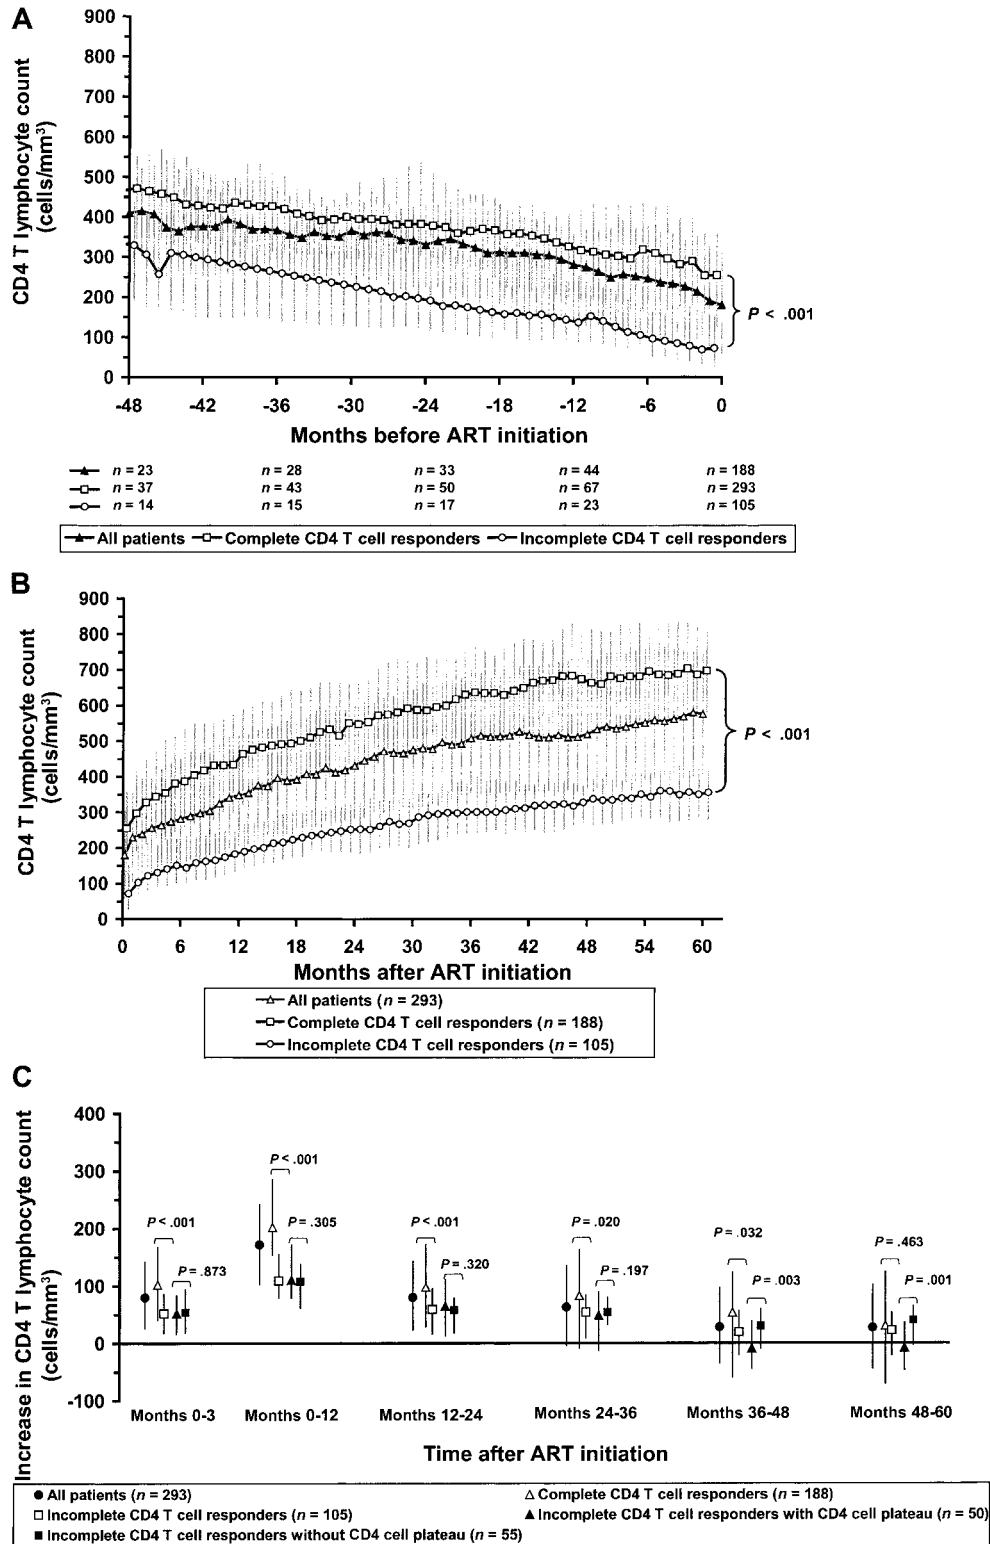 A
CD4 T lymphocyte count
(cells/mm³)
900
800
700
600
500
400
300
200
100
0
P < .001
-48 -42 -36 -30 -24 -18 -12 -6 0
Months before ART initiation
n = 23 n = 28 n = 33 n = 44 n = 188
n = 37 n = 43 n = 50 n = 67 n = 293
n = 14 n = 15 n = 17 n = 23 n = 105
All patients Complete CD4 T cell responders Incomplete CD4 T cell responders
B
CD4 T lymphocyte count
(cells/mm³)
900
800
700
600
500
400
300
200
100
0
P < .001
0 6 12 18 24 30 36 42 48 54 60
Months after ART initiation
All patients (n = 293)
Complete CD4 T cell responders (n = 188)
Incomplete CD4 T cell responders (n = 105)
C
Increase in CD4 T lymphocyte count
(cells/mm³)
400
300
200
100
0
-100
P < .001
P = .873
P < .001
P = .305
P < .001
P = .320
P = .020
P = .197
P = .032
P = .003
P = .463
P = .001
Months 0-3 Months 0-12 Months 12-24 Months 24-36 Months 36-48 Months 48-60
Time after ART initiation
All patients (n = 293) Complete CD4 T cell responders (n = 188)
Incomplete CD4 T cell responders (n = 105) Incomplete CD4 T cell responders with CD4 cell plateau (n = 50)
Incomplete CD4 T cell responders without CD4 cell plateau (n = 55)